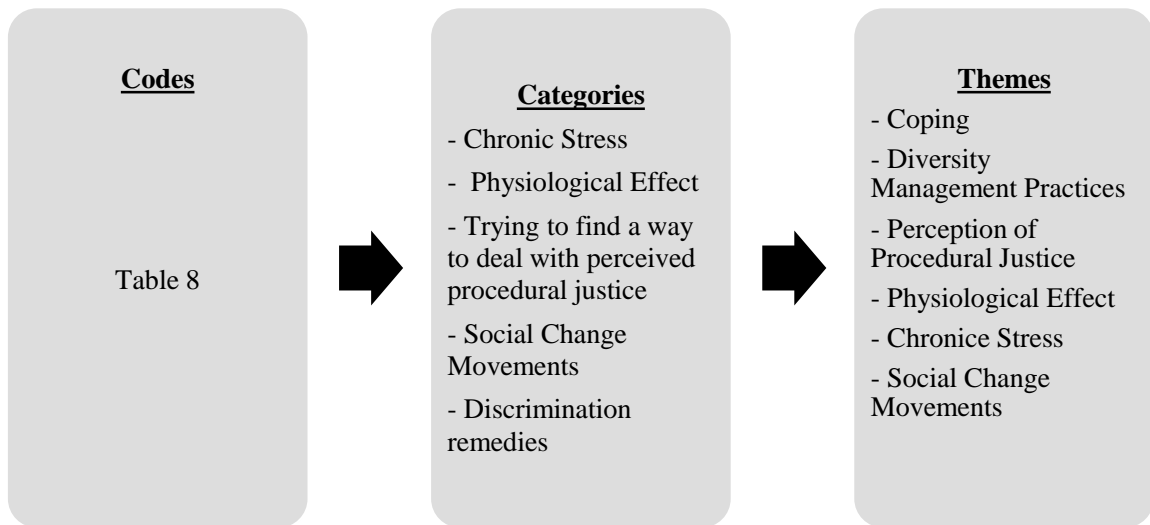 Codes
Table 8
Categories
- Chronic Stress
- Physiological Effect
- Trying to find a way
to deal with perceived
procedural justice
- Social Change
Movements
- Discrimination
remedies
Themes
- Coping
- Diversity
Management Practices
- Perception of
Procedural Justice
- Physiological Effect
- Chronice Stress
- Social Change
Movements